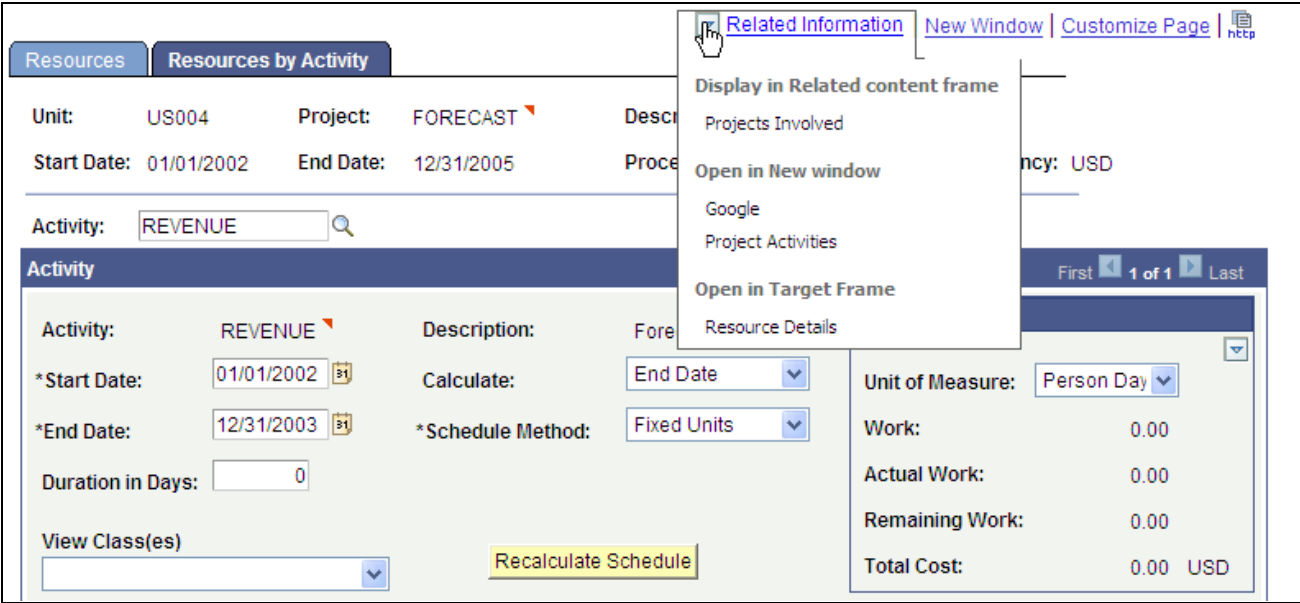 Related Information New Window Customize Page http
Resources Resources by Activity
Display in Related content frame
Unit: US004 Project: FORECAST Descr
Projects Involved
Start Date: 01/01/2002 End Date: 12/31/2005 Proce ncy: USD
Open in New window
Google
Activity: REVENUE
Project Activities
Activity First 1 of 1 Last
Open in Target Frame
Resource Details
Activity: REVENUE Description: Fore
*Start Date: 01/01/2002 31 Calculate: End Date Unit of Measure: Person Day
*End Date: 12/31/2003 31 *Schedule Method: Fixed Units Work: 0.00
Duration in Days: 0 Actual Work: 0.00
Remaining Work: 0.00
View Class(es)
Recalculate Schedule Total Cost: 0.00 USD